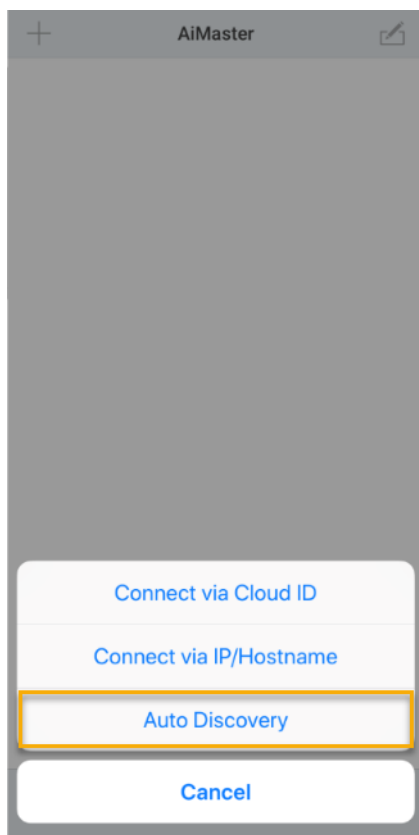 AiMaster
Connect via Cloud ID
Connect via IP/Hostname
Auto Discovery
Cancel